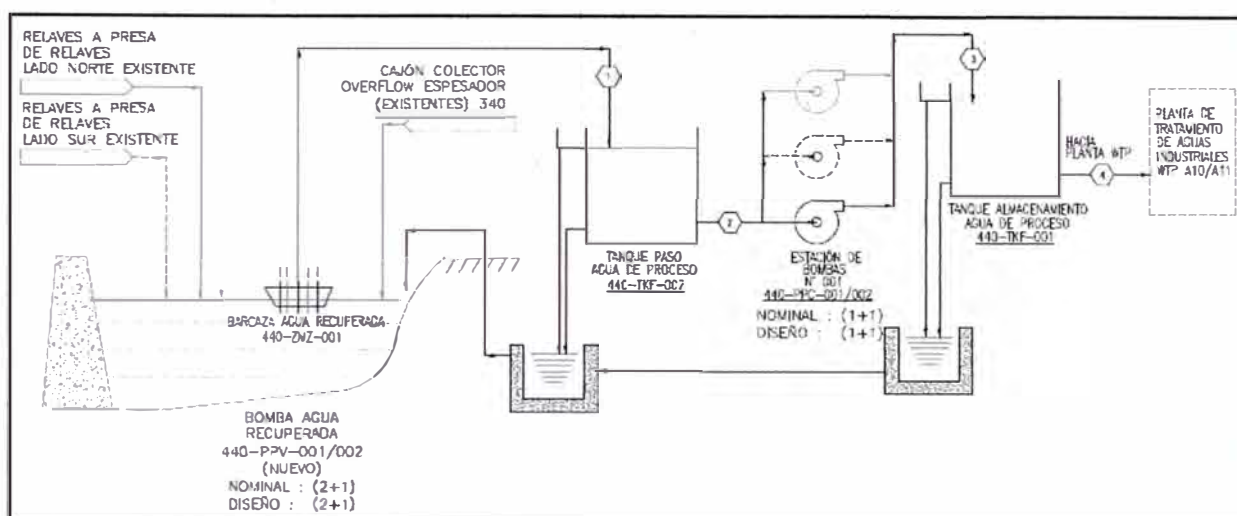 RELAVES A PRESA
DE RELAVES
LADO NORTE EXISTENTE
RELAVES A PRESA
DE RELAVES
LADO SUR EXISTENTE
CAJÓN COLECTOR
OVERFLOW ESPESADOR
(EXISTENTES) 340
BARCAZA AGUA RECUPERADA
440-ZMZ-001
BOMBA AGUA
RECUPERADA
440-PPV-001/002
(NUEVO)
NOMINAL : (2+1)
DISEÑO : (2+1)
1
TANQUE PASO
AGUA DE PROCESO
440-TKF-002
2
ESTACIÓN DE
BOMBAS
N° 001
440-PPC-001/002
NOMINAL : (1+1)
DISEÑO : (1+1)
3
TANQUE ALMACENAMIENTO
AGUA DE PROCESO
440-TKF-001
HACIA
PLANTA WTP
4
PLANTA DE
TRATAMIENTO
DE AGUAS
INDUSTRIALES
WTP A10/A11